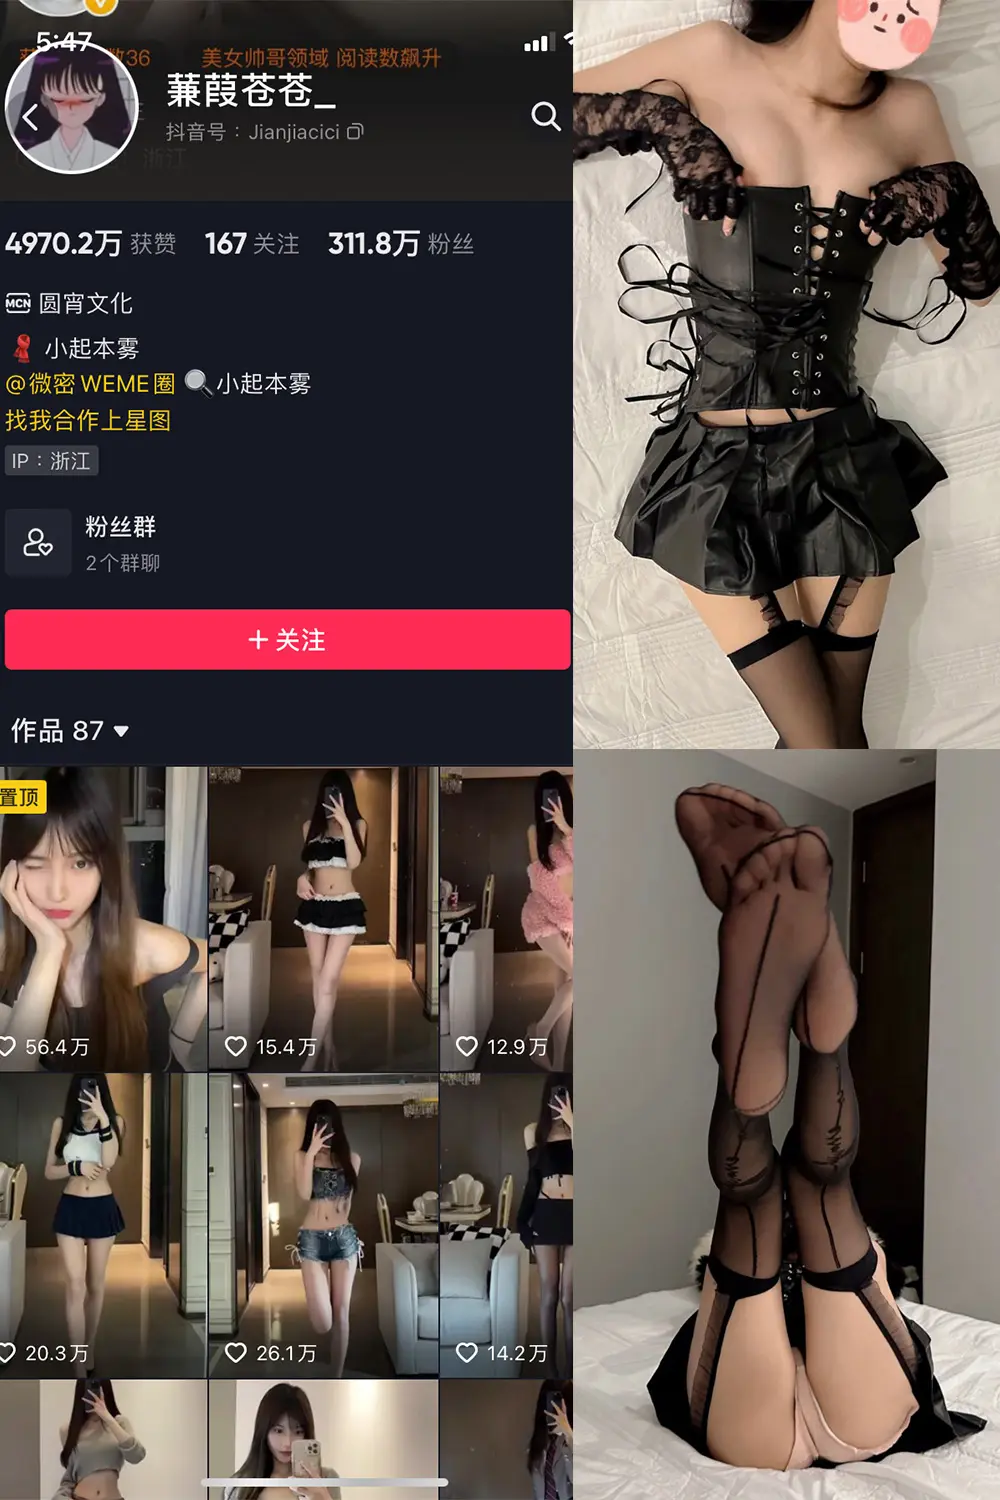 5:47
数36
美女帅哥领域 阅读数飙升
蒹葭苍苍_
抖音号：Jianjiacici
浙江
4970.2万 获赞 167 关注 311.8万 粉丝
MCN 圆宵文化
小起本雾
@微密 WEME圈 小起本雾
找我合作上星图
IP：浙江
粉丝群
2个群聊
+ 关注
作品 87
置顶
56.4万 15.4万 12.9万
20.3万 26.1万 14.2万